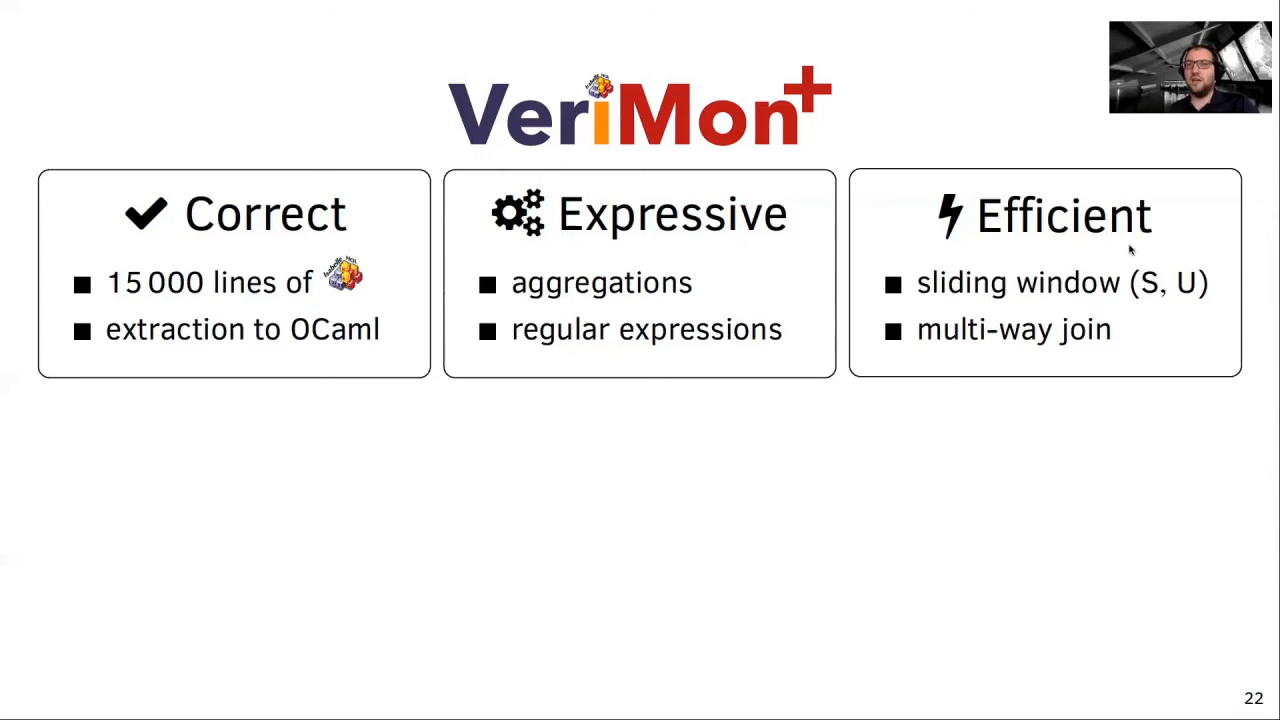 VeriMon+
Correct
15 000 lines of
extraction to OCaml
Expressive
aggregations
regular expressions
Efficient
sliding window (S, U)
multi-way join
22